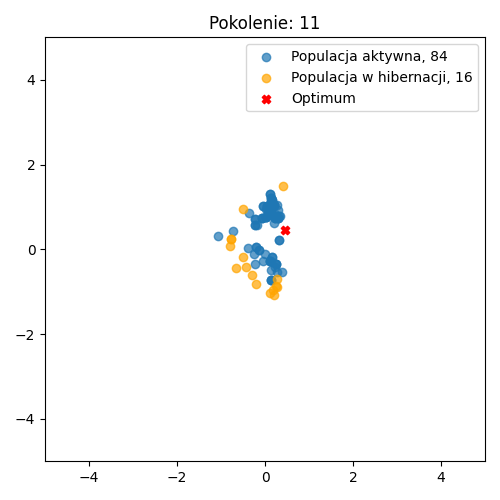 Pokolenie: 11
Populacja aktywna, 84
Populacja w hibernacji, 16
Optimum
4
2
0
−2
−4
−4
−2
0
2
4